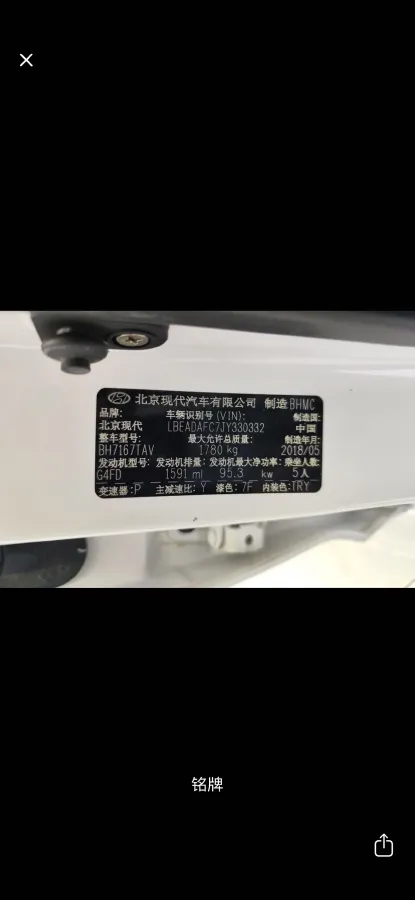 北京现代汽车有限公司 制造BHMC
品牌: 车辆识别号(VIN): 制造国:
北京现代 LBEADAFC7JY330332 中国
整车型号: 最大允许总质量: 制造年月:
BH7167TAV 1780 kg 2018/05
发动机型号: 发动机排量: 发动机最大净功率: 乘坐人数:
G4FD 1591 ml 95.3 kw 5人
变速器:P 主减速比:Y 漆色:7F 内装色:TRY
铭牌